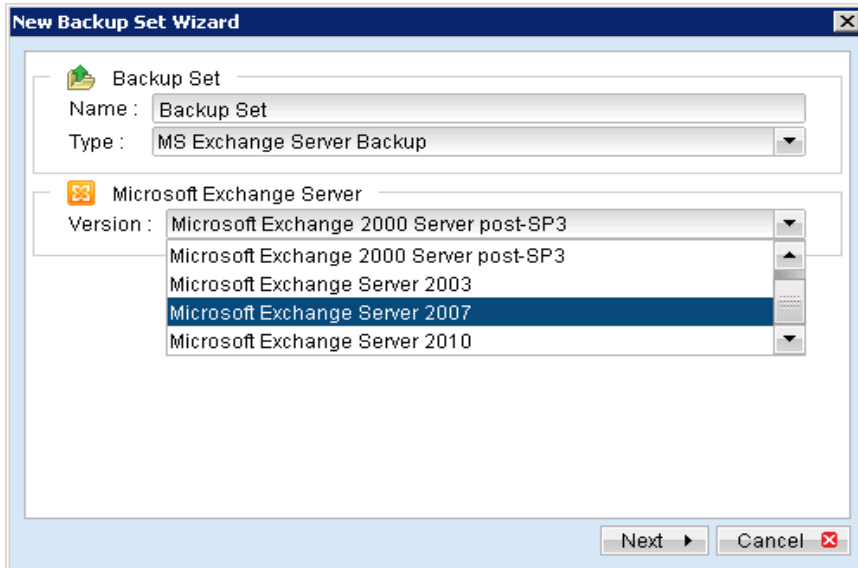 New Backup Set Wizard
Backup Set
Name : Backup Set
Type : MS Exchange Server Backup
Microsoft Exchange Server
Version : Microsoft Exchange 2000 Server post-SP3
Microsoft Exchange 2000 Server post-SP3
Microsoft Exchange Server 2003
Microsoft Exchange Server 2007
Microsoft Exchange Server 2010
Next Cancel